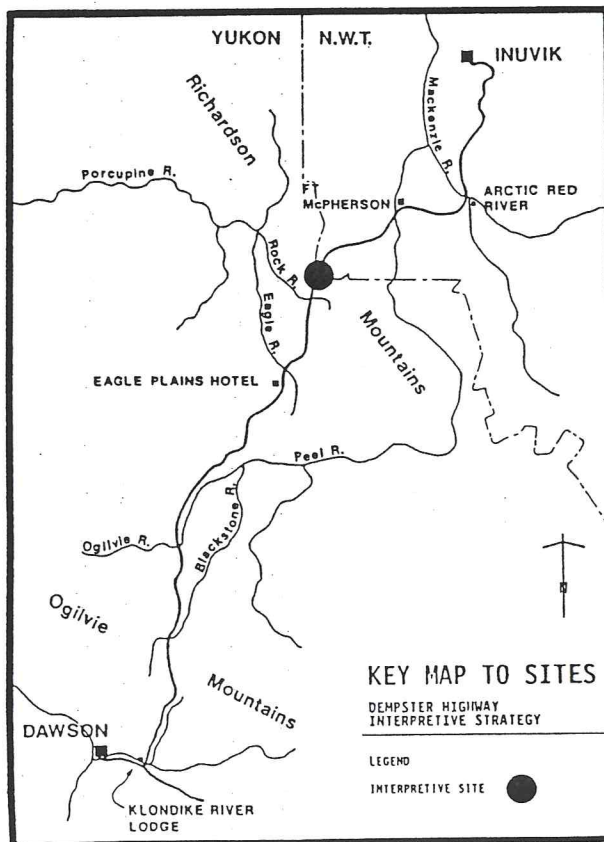 YUKON
N.W.T.
INUVIK
Richardson
Mackenzie R.
Porcupine R.
FT
McPHERSON
ARCTIC RED
RIVER
Rock R.
Eagle R.
Mountains
EAGLE PLAINS HOTEL
Peel R.
Blackstone R.
Ogilvie R.
Ogilvie
N
Mountains
KEY MAP TO SITES
DEMPSTER HIGHWAY
INTERPRETIVE STRATEGY
DAWSON
LEGEND
INTERPRETIVE SITE
KLONDIKE RIVER
LODGE